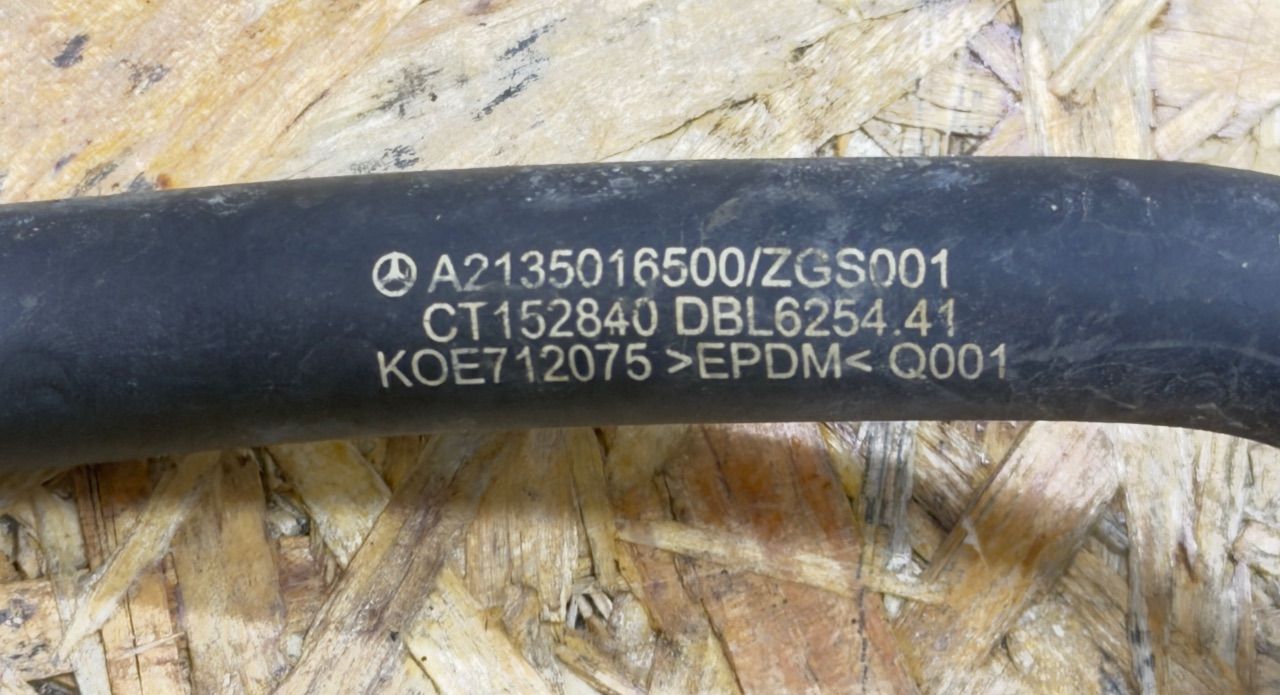 A2135016500/ZGS001
CT152840 DBL6254.41
KOE712075 >EPDM< Q001